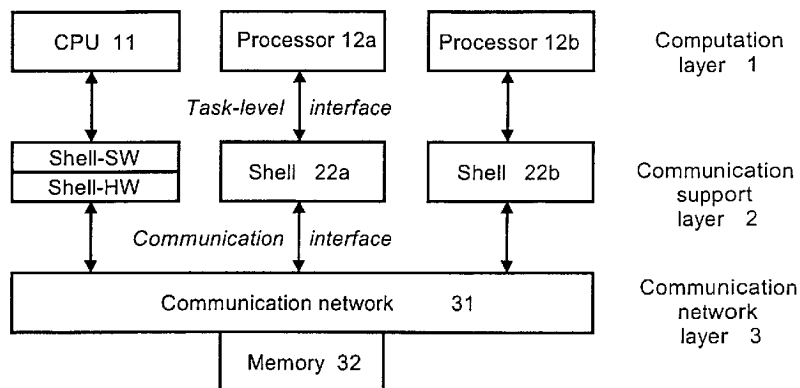 CPU 11
Processor 12a
Processor 12b
Computation
layer 1
Task-level interface
Shell-SW
Shell-HW
Shell 22a
Shell 22b
Communication
support
layer 2
Communication interface
Communication network 31
Communication
network
layer 3
Memory 32